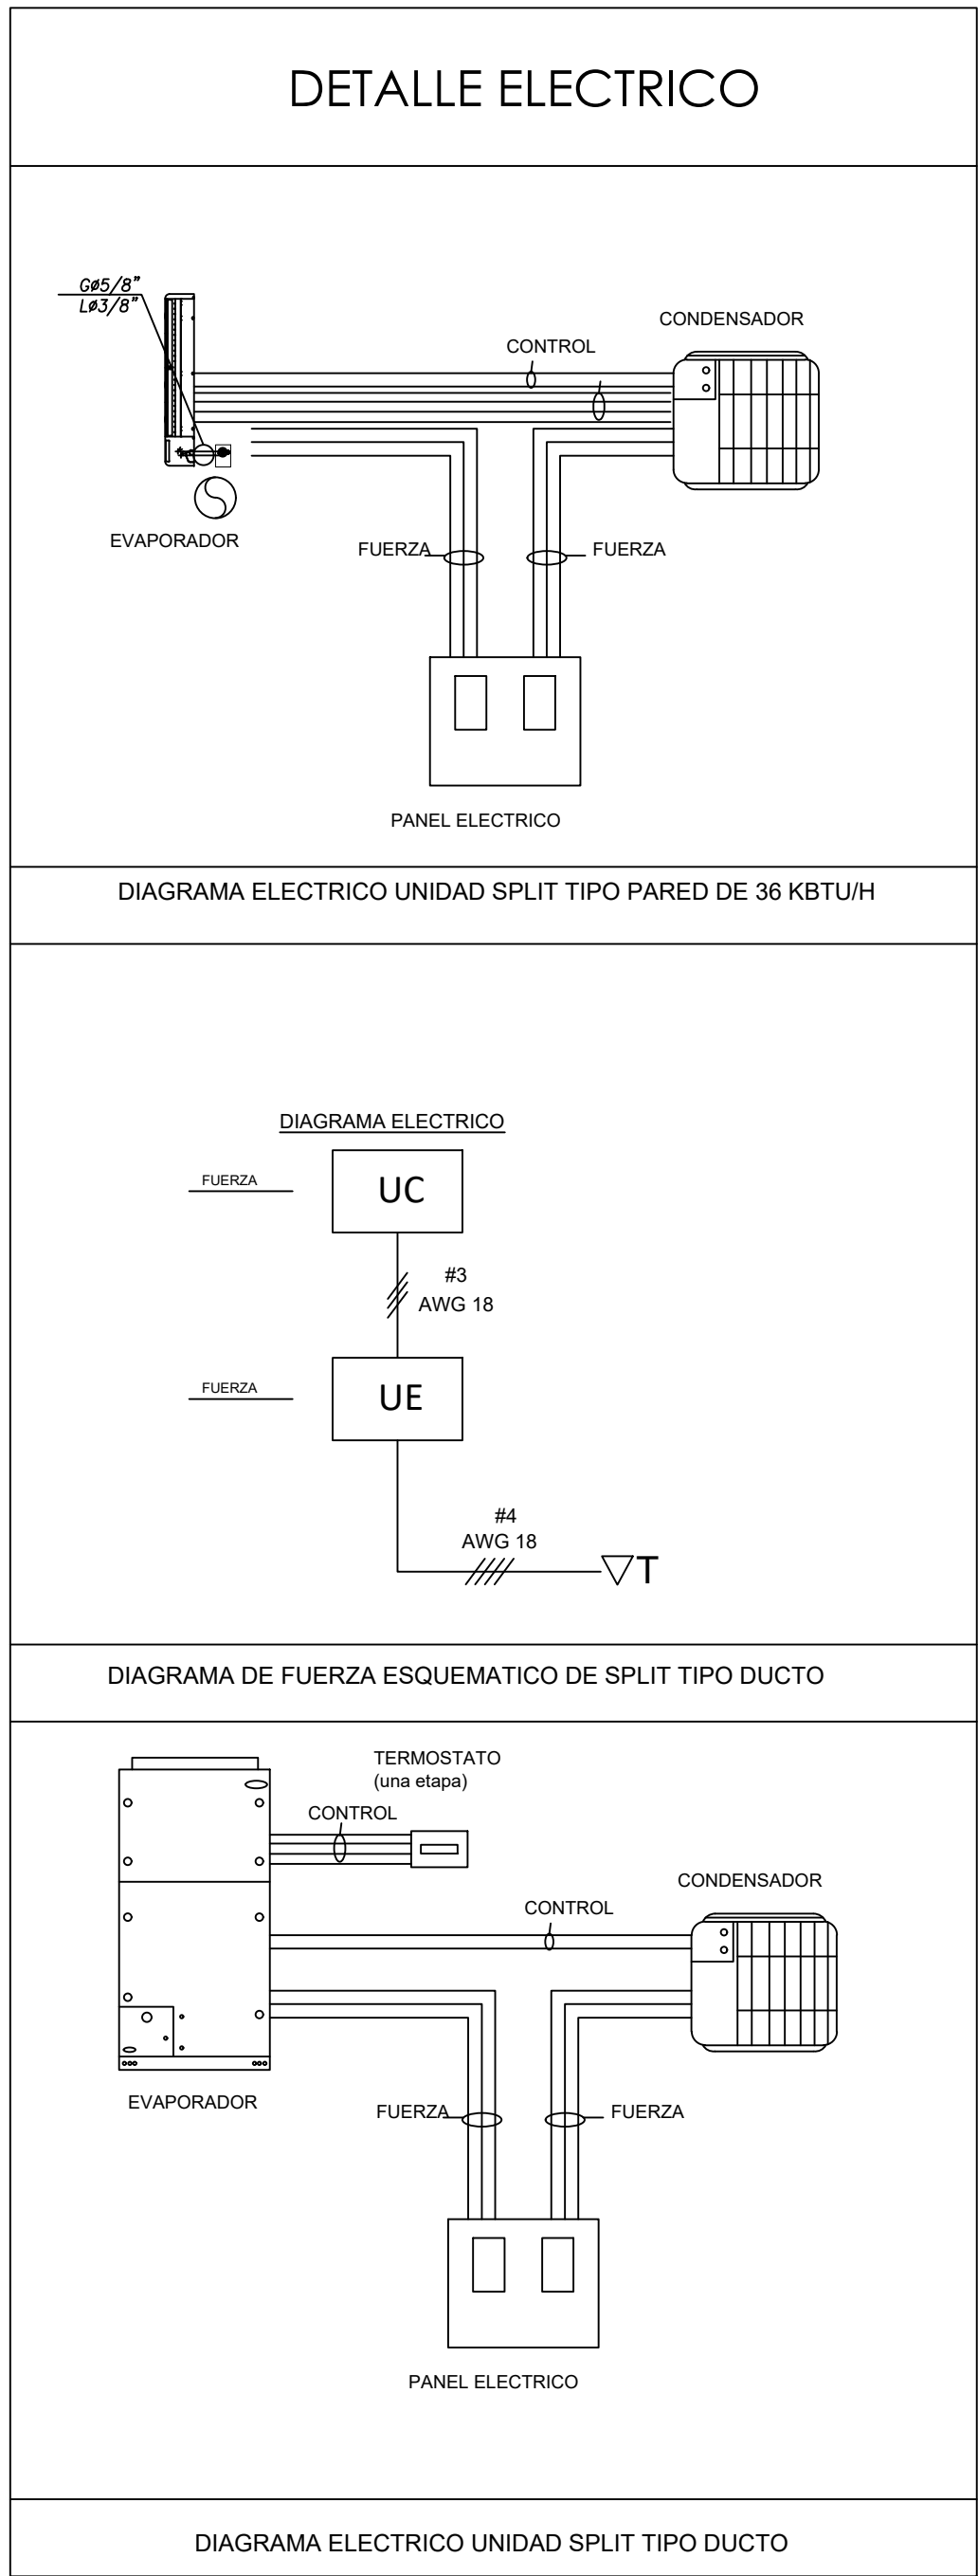 DETALLE ELECTRICO
Gø5/8"
Lø3/8"
CONDENSADOR
CONTROL
EVAPORADOR
FUERZA
FUERZA
PANEL ELECTRICO
DIAGRAMA ELECTRICO UNIDAD SPLIT TIPO PARED DE 36 KBTU/H
DIAGRAMA ELECTRICO
FUERZA
UC
#3
AWG 18
FUERZA
UE
#4
AWG 18
T
DIAGRAMA DE FUERZA ESQUEMATICO DE SPLIT TIPO DUCTO
TERMOSTATO
(una etapa)
CONTROL
CONDENSADOR
CONTROL
EVAPORADOR
FUERZA
FUERZA
PANEL ELECTRICO
DIAGRAMA ELECTRICO UNIDAD SPLIT TIPO DUCTO